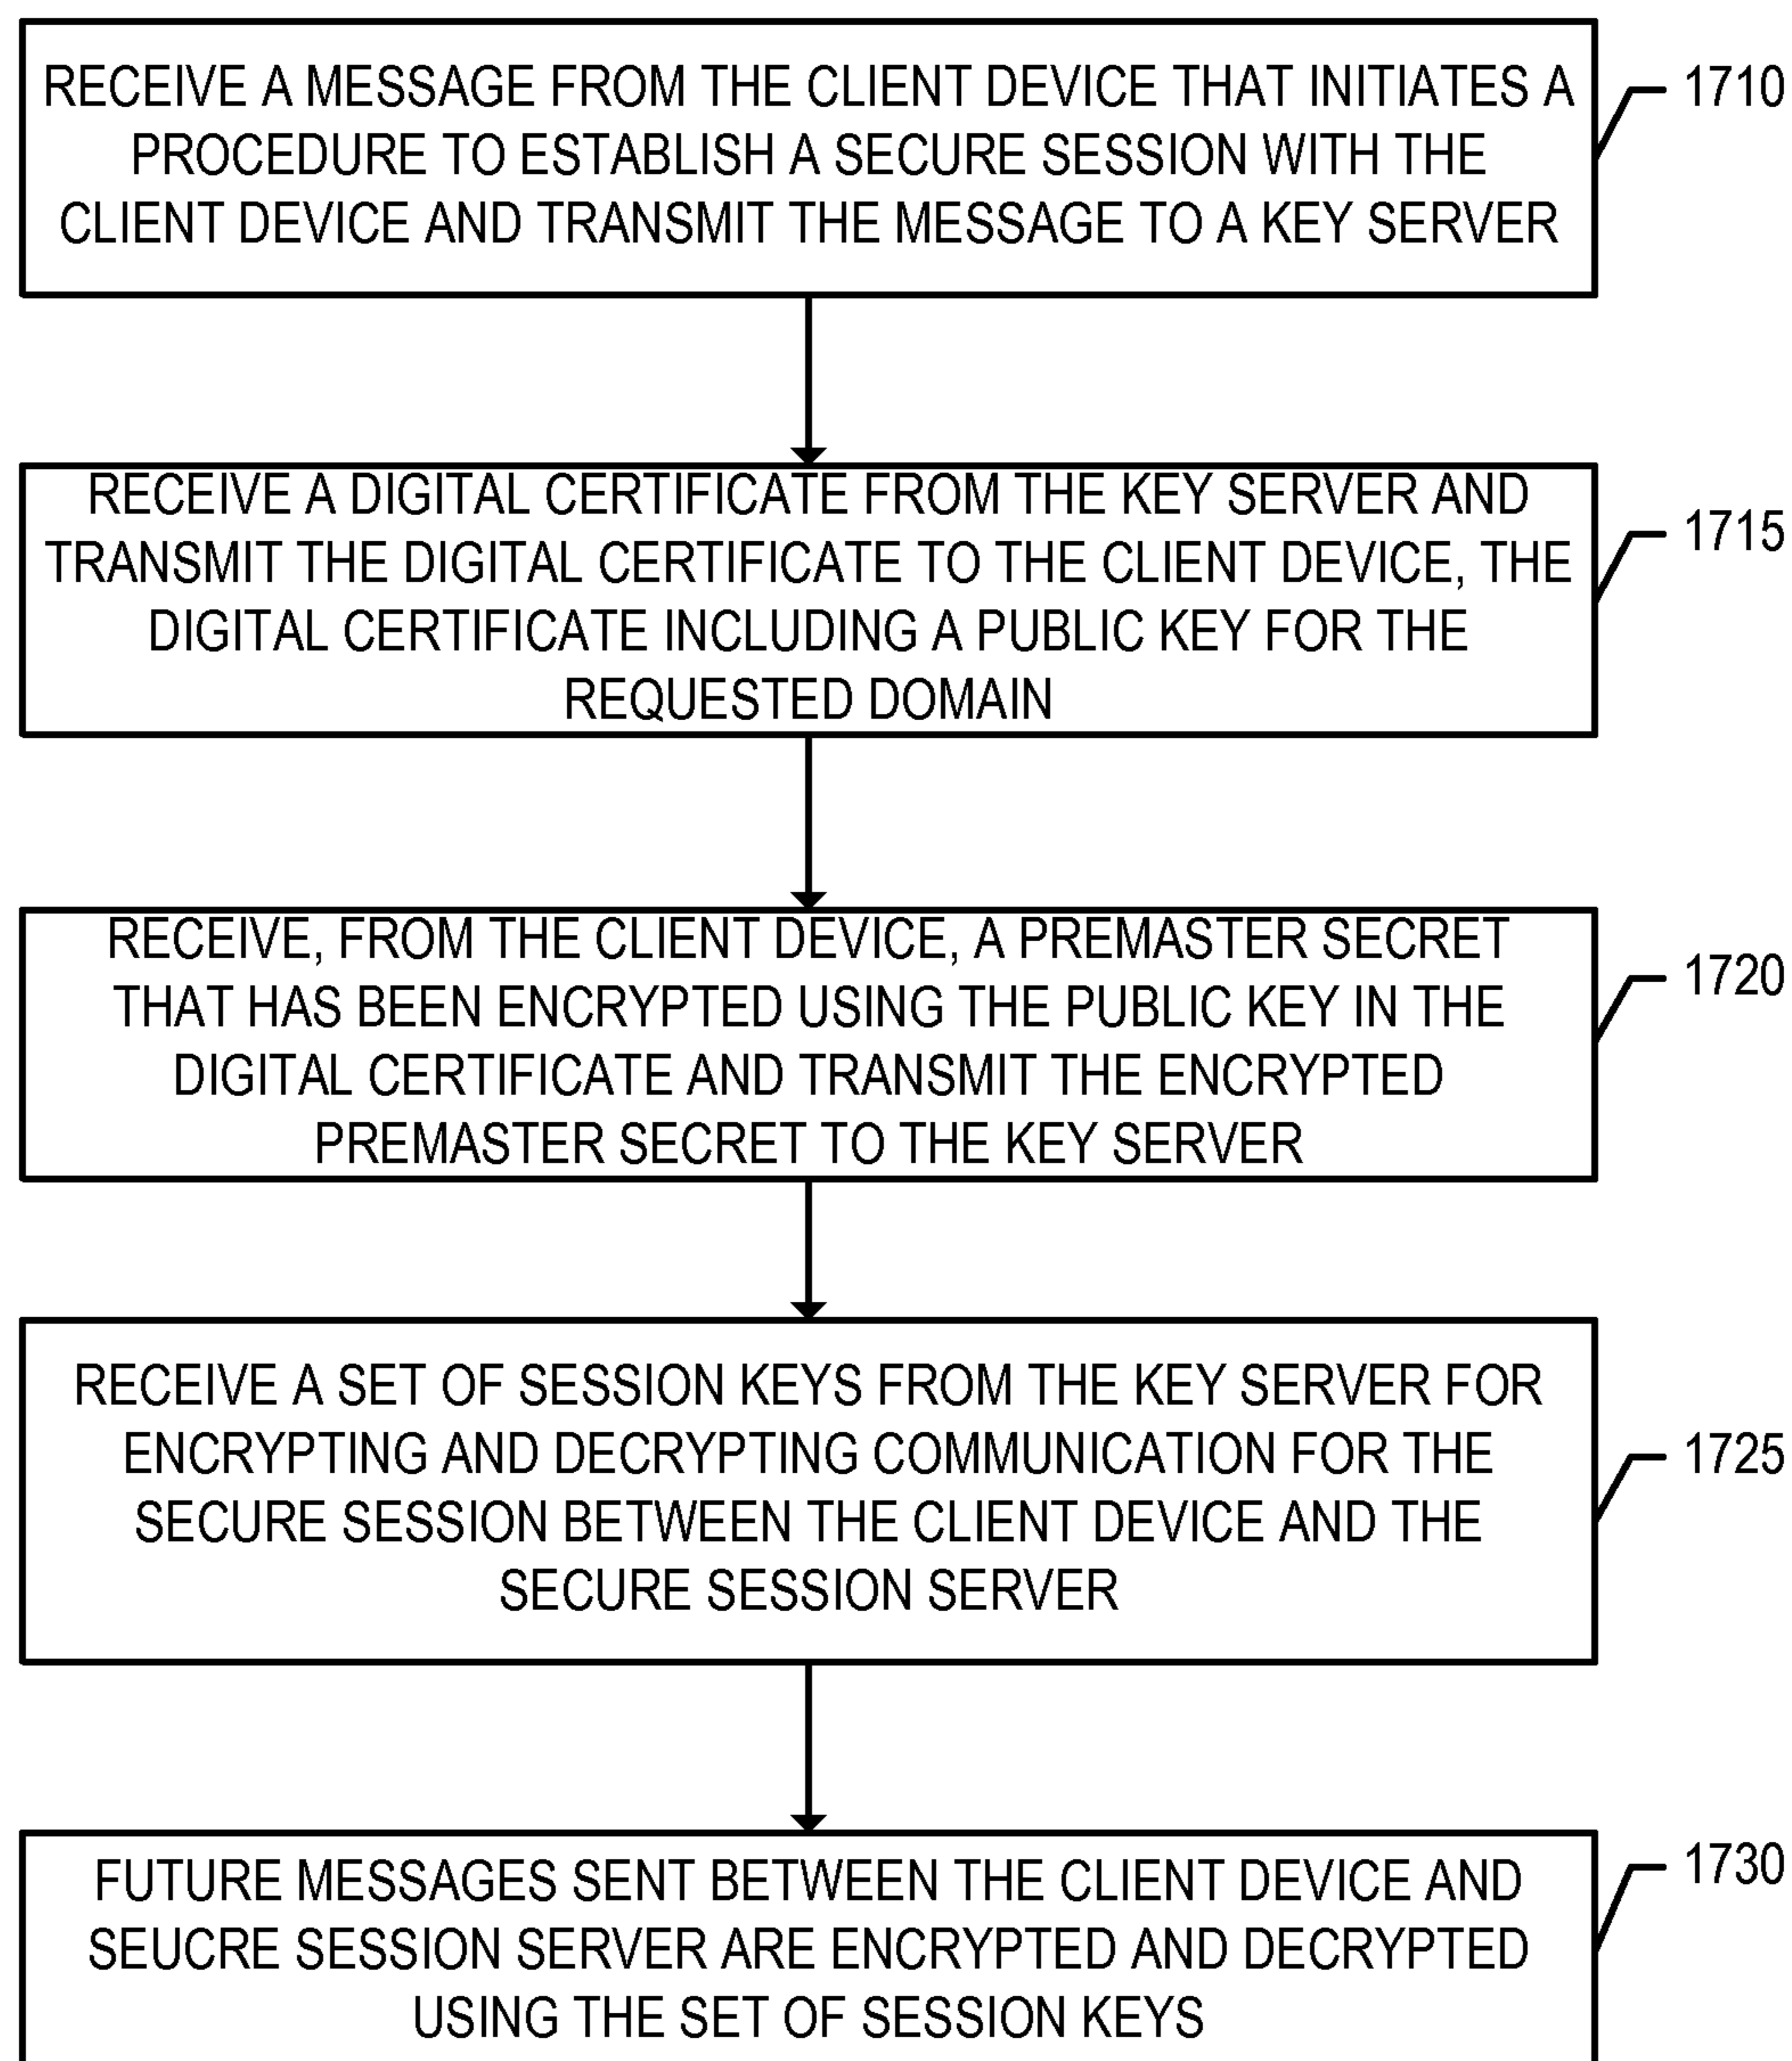 RECEIVE A MESSAGE FROM THE CLIENT DEVICE THAT INITIATES A
PROCEDURE TO ESTABLISH A SECURE SESSION WITH THE
CLIENT DEVICE AND TRANSMIT THE MESSAGE TO A KEY SERVER
1710
RECEIVE A DIGITAL CERTIFICATE FROM THE KEY SERVER AND
TRANSMIT THE DIGITAL CERTIFICATE TO THE CLIENT DEVICE, THE
DIGITAL CERTIFICATE INCLUDING A PUBLIC KEY FOR THE
REQUESTED DOMAIN
1715
RECEIVE, FROM THE CLIENT DEVICE, A PREMASTER SECRET
THAT HAS BEEN ENCRYPTED USING THE PUBLIC KEY IN THE
DIGITAL CERTIFICATE AND TRANSMIT THE ENCRYPTED
PREMASTER SECRET TO THE KEY SERVER
1720
RECEIVE A SET OF SESSION KEYS FROM THE KEY SERVER FOR
ENCRYPTING AND DECRYPTING COMMUNICATION FOR THE
SECURE SESSION BETWEEN THE CLIENT DEVICE AND THE
SECURE SESSION SERVER
1725
FUTURE MESSAGES SENT BETWEEN THE CLIENT DEVICE AND
SEUCRE SESSION SERVER ARE ENCRYPTED AND DECRYPTED
USING THE SET OF SESSION KEYS
1730